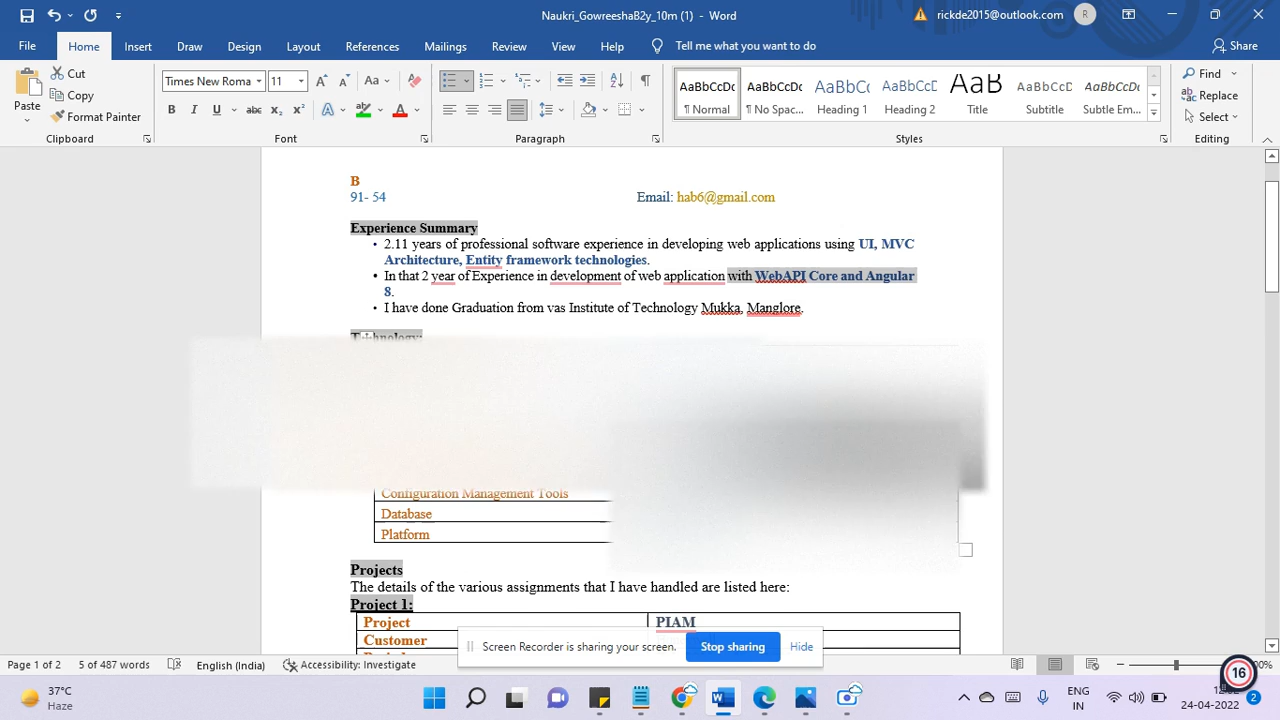 Naukri_GowreeshaB2y_10m (1) - Word
rickde2015@outlook.com
R
File Home Insert Draw Design Layout References Mailings Review View Help Tell me what you want to do
Share
Paste
Cut
Copy
Format Painter
Clipboard
Times New Roma 11
Font
Paragraph
AaBbCcDc AaBbCcDc AaBbCc AaBbCcD AaB AaBbCcD AaBbCcDc
¶ Normal ¶ No Spac... Heading 1 Heading 2 Title Subtitle Subtle Em...
Styles
Find
Replace
Select
Editing
B
91- 54 Email: hab6@gmail.com
Experience Summary
• 2.11 years of professional software experience in developing web applications using UI, MVC
Architecture, Entity framework technologies.
• In that 2 year of Experience in development of web application with WebAPI Core and Angular
8.
• I have done Graduation from vas Institute of Technology Mukka, Manglore.
Technology:
Configuration Management Tools
Database
Platform
Projects
The details of the various assignments that I have handled are listed here:
Project 1:
Project PIAM
Customer
Screen Recorder is sharing your screen. Stop sharing Hide
Page 1 of 2 5 of 487 words English (India) Accessibility: Investigate
16
37°C
Haze
ENG
IN
24-04-2022
2